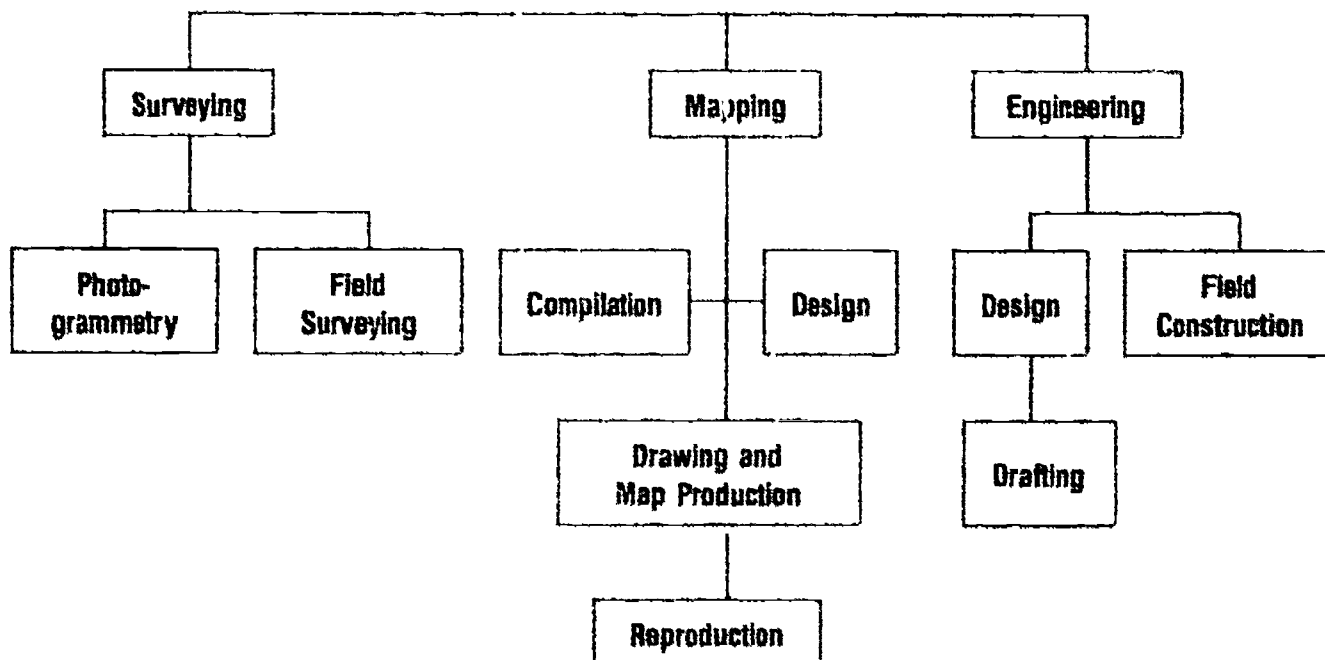 Surveying
Mapping
Engineering
Photo-
grammetry
Field
Surveying
Compilation
Design
Design
Field
Construction
Drawing and
Map Production
Drafting
Reproduction